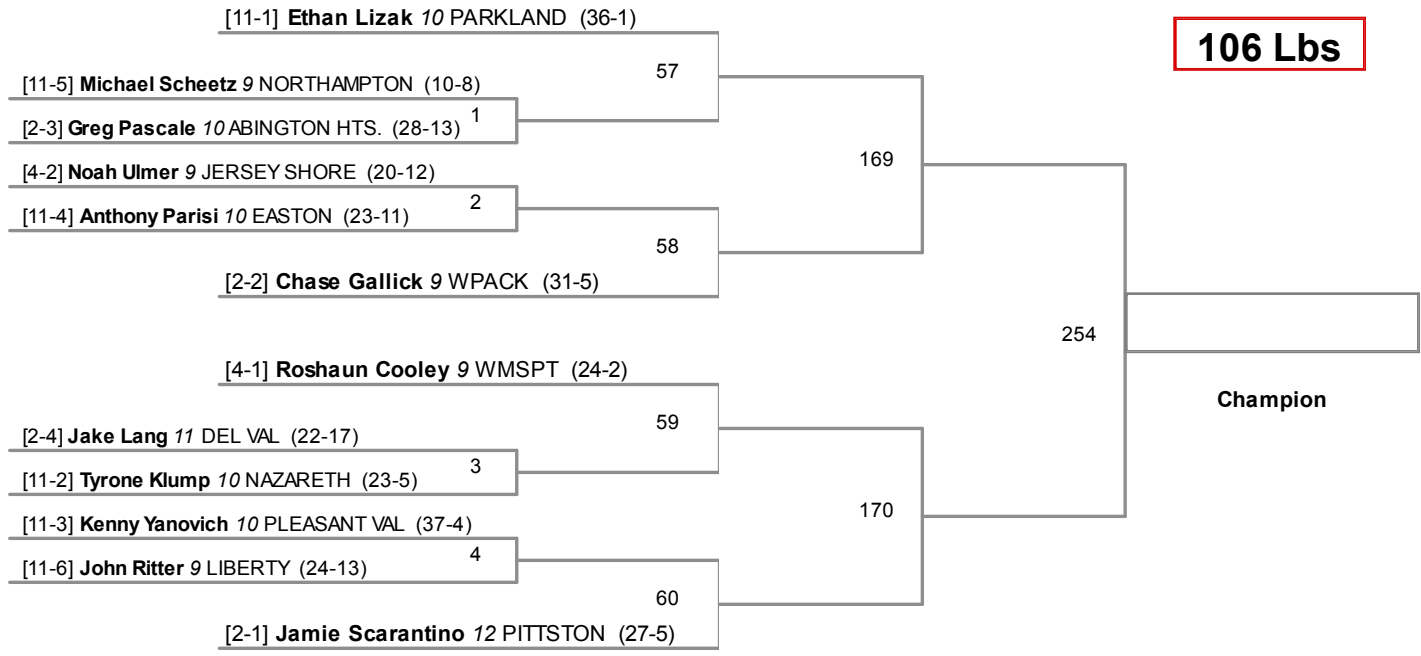 [11-1] Ethan Lizak 10 PARKLAND (36-1)
106 Lbs
57
[11-5] Michael Scheetz 9 NORTHAMPTON (10-8)
1
[2-3] Greg Pascale 10 ABINGTON HTS. (28-13)
169
[4-2] Noah Ulmer 9 JERSEY SHORE (20-12)
2
[11-4] Anthony Parisi 10 EASTON (23-11)
58
[2-2] Chase Gallick 9 WPACK (31-5)
254
[4-1] Roshaun Cooley 9 WMSPT (24-2)
Champion
59
[2-4] Jake Lang 11 DEL VAL (22-17)
3
[11-2] Tyrone Klump 10 NAZARETH (23-5)
170
[11-3] Kenny Yanovich 10 PLEASANT VAL (37-4)
4
[11-6] John Ritter 9 LIBERTY (24-13)
60
[2-1] Jamie Scarantino 12 PITTSTON (27-5)